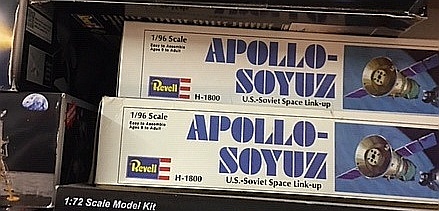 1/96 Scale
Easy to Assemble
Ages 8 to Adult
APOLLO-
SOYUZ
Revell
H-1800
U.S.-Soviet Space Link-up
1/96 Scale
Easy to Assemble
Ages 8 to Adult
APOLLO-
SOYUZ
Revell
H-1800
U.S.-Soviet Space Link-up
1:72 Scale Model Kit